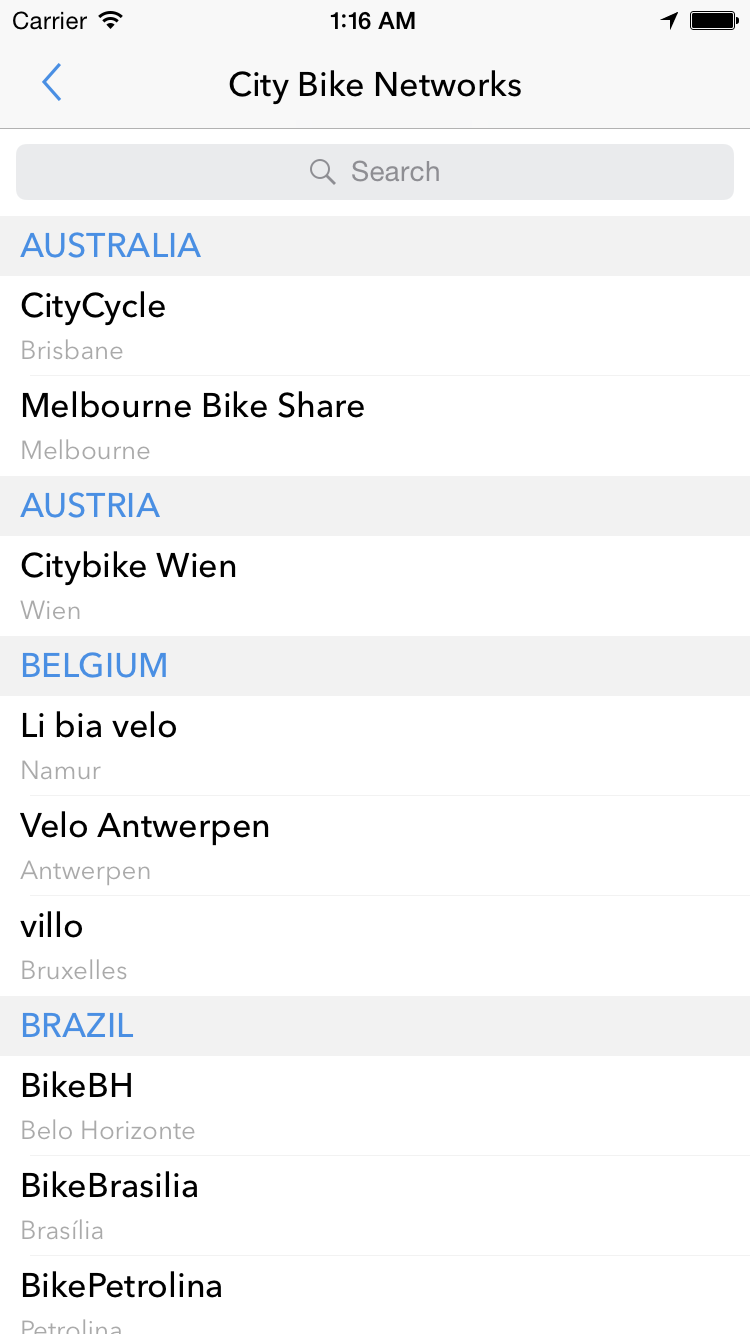 Carrier 1:16 AM
City Bike Networks
Search
AUSTRALIA
CityCycle
Brisbane
Melbourne Bike Share
Melbourne
AUSTRIA
Citybike Wien
Wien
BELGIUM
Li bia velo
Namur
Velo Antwerpen
Antwerpen
villo
Bruxelles
BRAZIL
BikeBH
Belo Horizonte
BikeBrasilia
Brasília
BikePetrolina
Petrolina